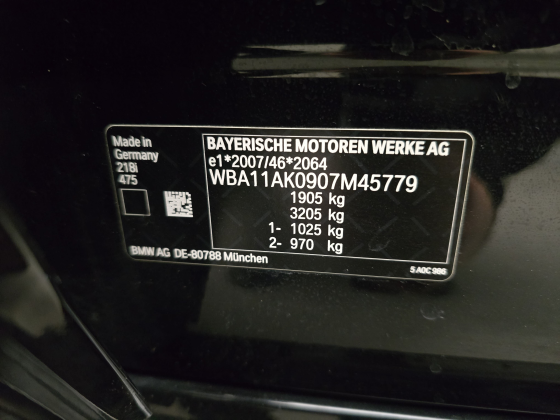 Made in
Germany
218i
475
BAYERISCHE MOTOREN WERKE AG
e1*2007/46*2064
WBA11AK0907M45779
1905 kg
3205 kg
1- 1025 kg
2- 970 kg
BMW AG DE-80788 München
5 A0C 986